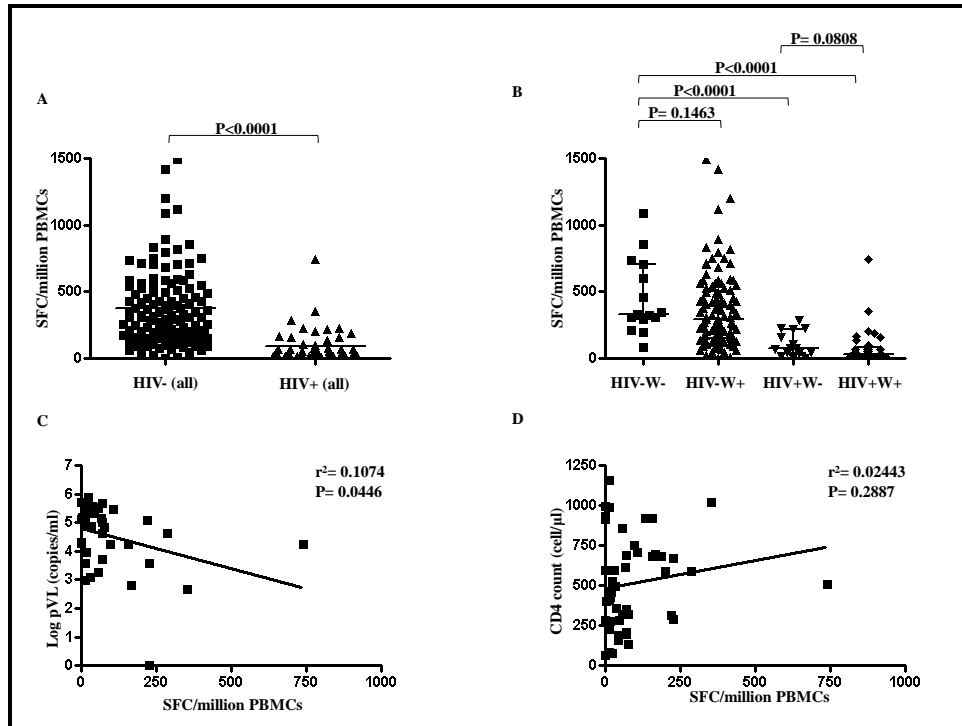 A
P<0.0001
SFC/million PBMCs
1500
1000
500
0
HIV- (all)
HIV+ (all)
B
P= 0.0808
P<0.0001
P<0.0001
P= 0.1463
SFC/million PBMCs
1500
1000
500
0
HIV-W-
HIV-W+
HIV+W-
HIV+W+
C
r²= 0.1074
P= 0.0446
Log pVL (copies/ml)
7
6
5
4
3
2
1
0
0
250
500
750
1000
SFC/million PBMCs
D
r²= 0.02443
P= 0.2887
CD4 count (cell/µl)
1250
1000
750
500
250
0
0
250
500
750
1000
SFC/million PBMCs